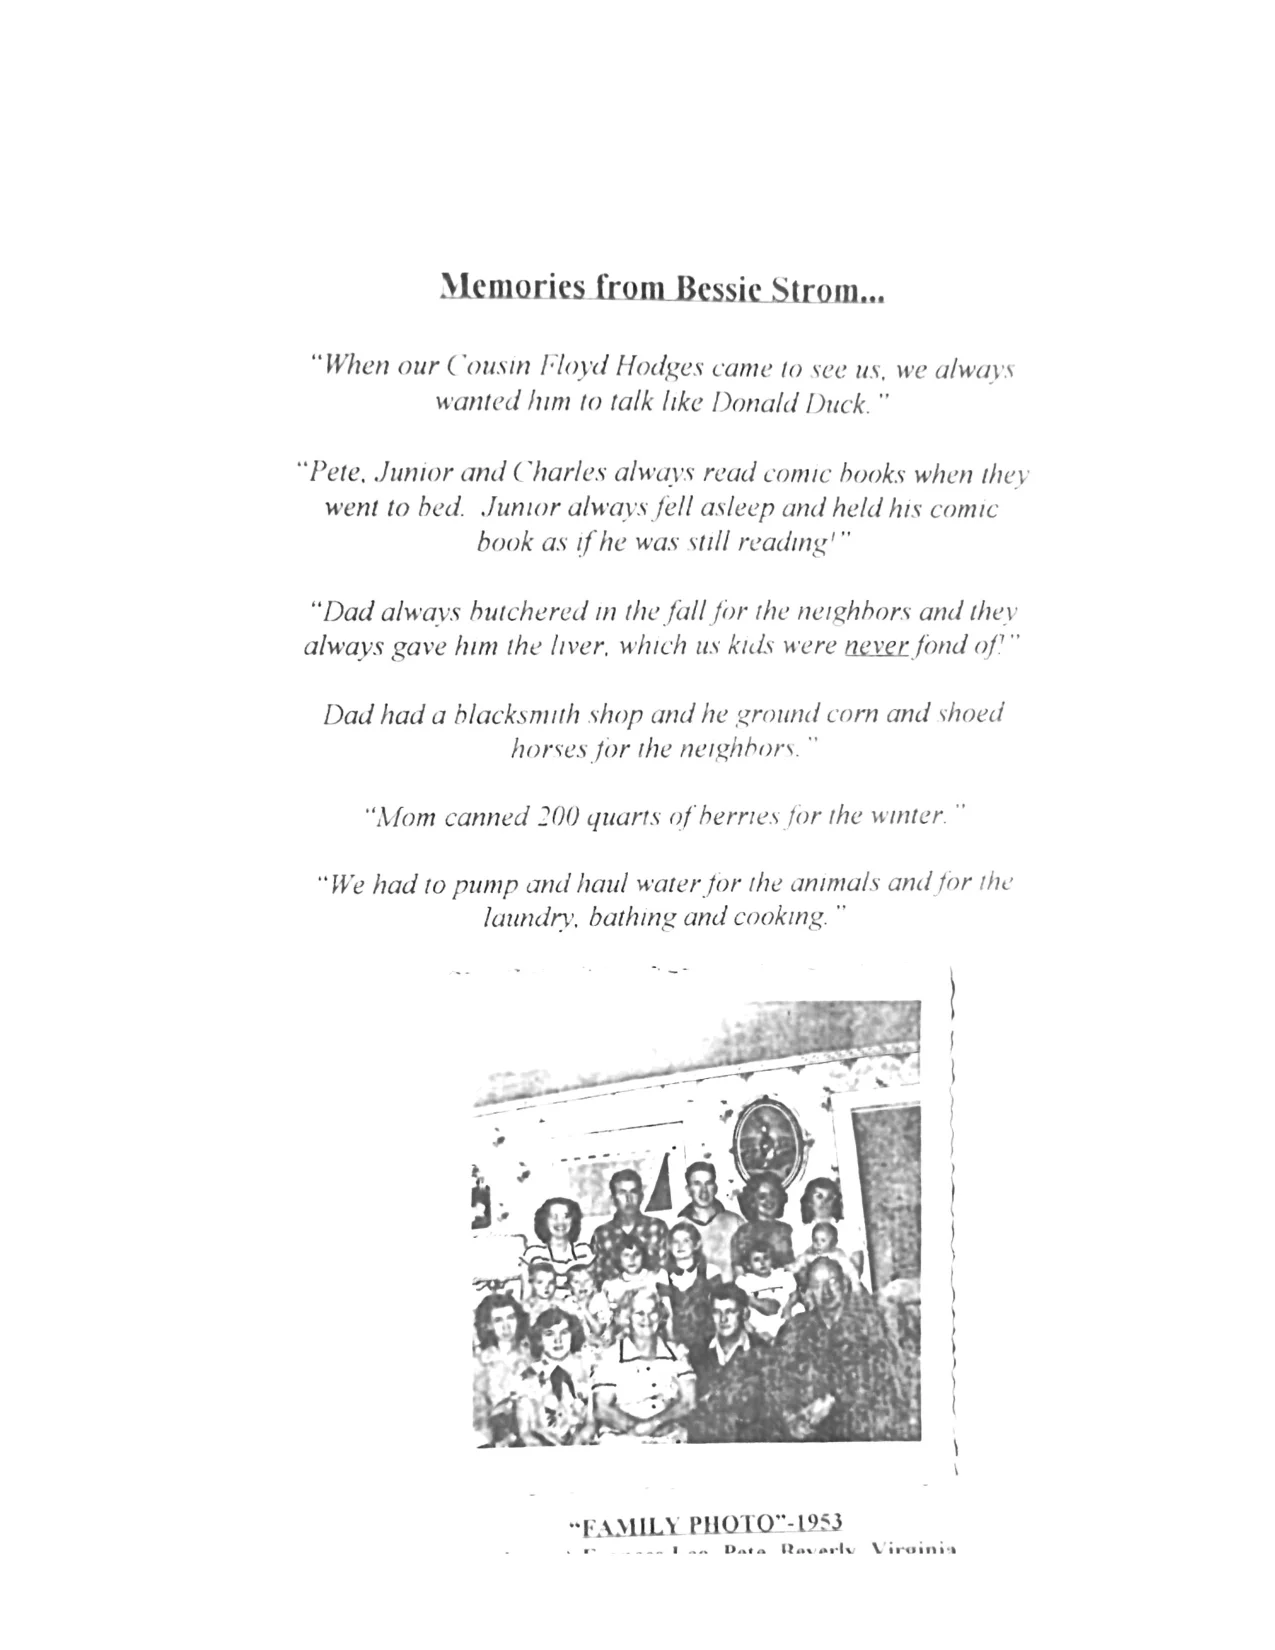 Memories from Bessie Strom...
“When our Cousin Floyd Hodges came to see us, we always
wanted him to talk like Donald Duck.”
“Pete, Junior and Charles always read comic books when they
went to bed. Junior always fell asleep and held his comic
book as if he was still reading!”
“Dad always butchered in the fall for the neighbors and they
always gave him the liver, which us kids were never fond of!”
Dad had a blacksmith shop and he ground corn and shoed
horses for the neighbors.”
“Mom canned 200 quarts of berries for the winter.”
“We had to pump and haul water for the animals and for the
laundry, bathing and cooking.”
“FAMILY PHOTO”-1953
Lee, Pete, Beverly, Virginia